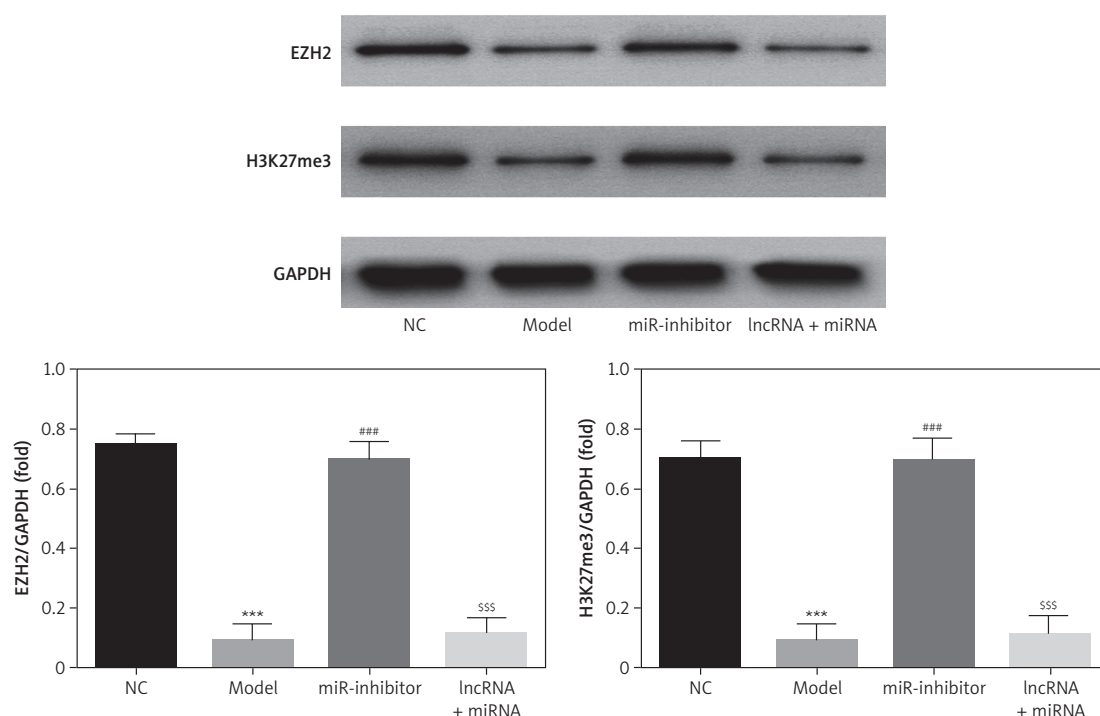 EZH2
H3K27me3
GAPDH
NC Model miR-inhibitor lncRNA + miRNA
EZH2/GAPDH (fold)
1.0
0.8
0.6
0.4
0.2
0
***
###
$$$
NC Model miR-inhibitor lncRNA
+ miRNA
H3K27me3/GAPDH (fold)
1.0
0.8
0.6
0.4
0.2
0
***
###
$$$
NC Model miR-inhibitor lncRNA
+ miRNA